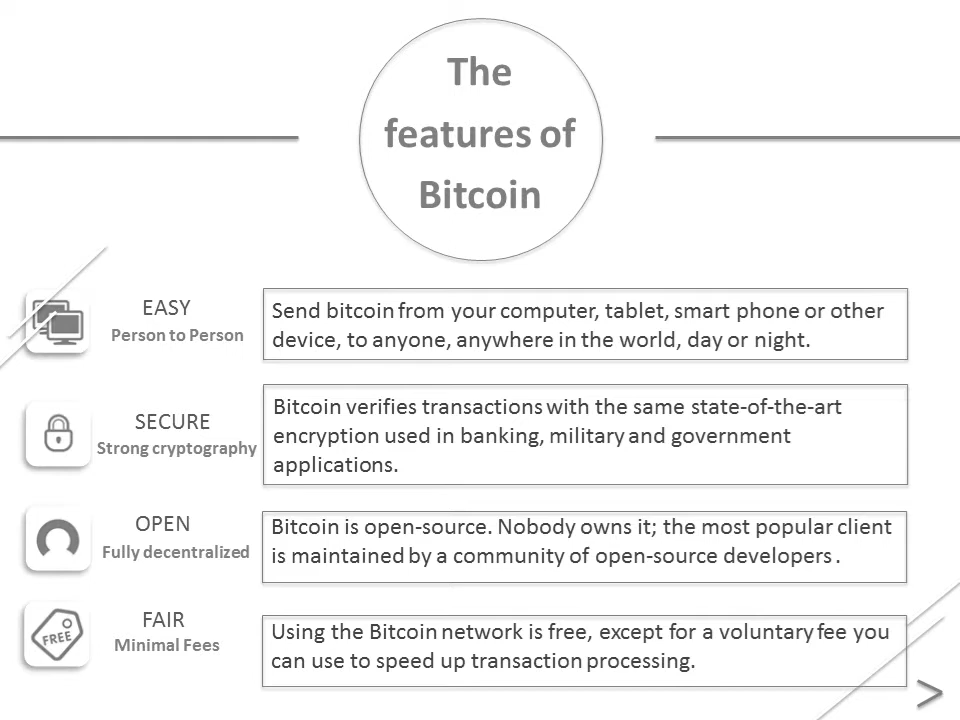 The
features of
Bitcoin
EASY
Person to Person
Send bitcoin from your computer, tablet, smart phone or other
device, to anyone, anywhere in the world, day or night.
SECURE
Strong cryptography
Bitcoin verifies transactions with the same state-of-the-art
encryption used in banking, military and government
applications.
OPEN
Fully decentralized
Bitcoin is open-source. Nobody owns it; the most popular client
is maintained by a community of open-source developers .
FAIR
Minimal Fees
FREE
Using the Bitcoin network is free, except for a voluntary fee you
can use to speed up transaction processing.
>